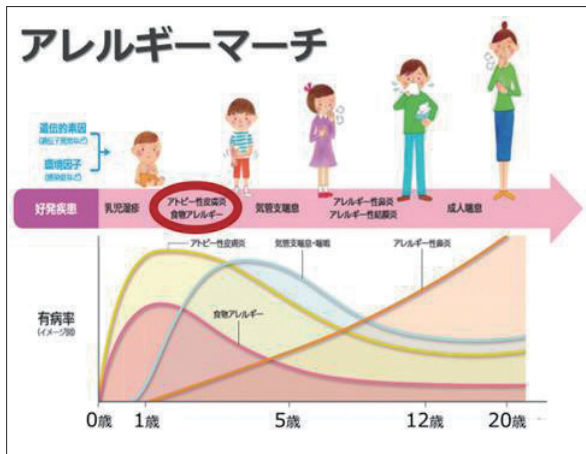 アレルギーマーチ
遺伝的素因
環境因子
好発疾患
乳児湿疹
アトピー性皮膚炎
食物アレルギー
気管支喘息
アレルギー性鼻炎
アレルギー性結膜炎
成人喘息
アトピー性皮膚炎
気管支喘息・喘鳴
アレルギー性鼻炎
食物アレルギー
有病率
(イメージ図)
0歳
1歳
5歳
12歳
20歳